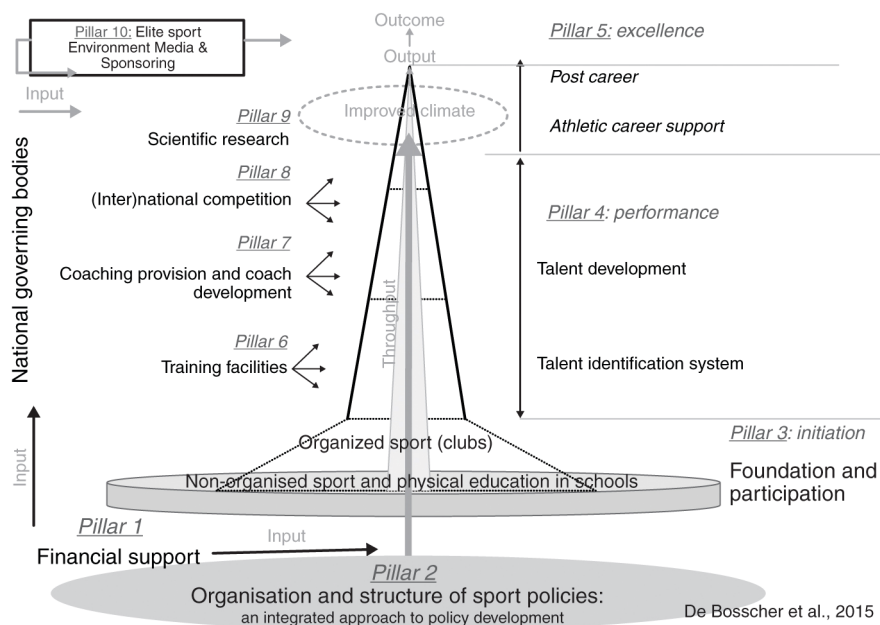 Pillar 10: Elite sport
Environment Media &
Sponsoring
Input
Outcome
Output
Pillar 5: excellence
Post career
Improved climate
Athletic career support
Pillar 9
Scientific research
Pillar 8
(Inter)national competition
Pillar 4: performance
Pillar 7
Coaching provision and coach
development
Talent development
National governing bodies
Throughput
Pillar 6
Training facilities
Talent identification system
Pillar 3: initiation
Organized sport (clubs)
Foundation and
participation
Non-organised sport and physical education in schools
Input
Pillar 1
Financial support
Input
Pillar 2
Organisation and structure of sport policies:
an integrated approach to policy development
De Bosscher et al., 2015